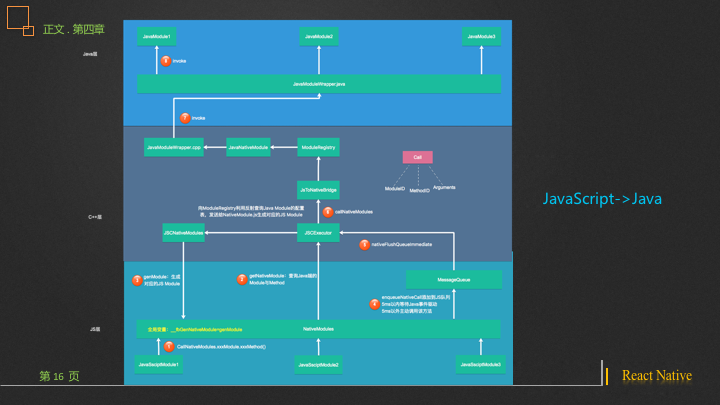 正文 . 第四章
Java层
JavaModule1
JavaModule2
JavaModule3
invoke
JavaModuleWrapper.java
invoke
JavaModuleWrapper.cpp
JavaNativeModule
ModuleRegistry
Call
ModuleID
MethodID
Arguments
JsToNativeBridge
JavaScript->Java
用ModuleRegistry利用反射查询Java Module的配置
表，发送给NativeModule.js生成对应的JS Module
callNativeModules
C++层
JSCNativeModules
JSCExecutor
nativeFlushQueueImmediate
genModule：生成
对应的JS Module
getNativeModule：查询Java端的
Module与Method
MessageQueue
enqueueNativeCall添加到JS队列
5ms以内等待Java事件驱动
5ms以外主动调用该方法
JS层
全局变量：__fbGenNativeModule=genModule
NativeModules
CallNativeModules.xxxModule.xxxMethod()
JavaSciptModule1
JavaSciptModule2
JavaSciptModule3
第 16 页
React Native